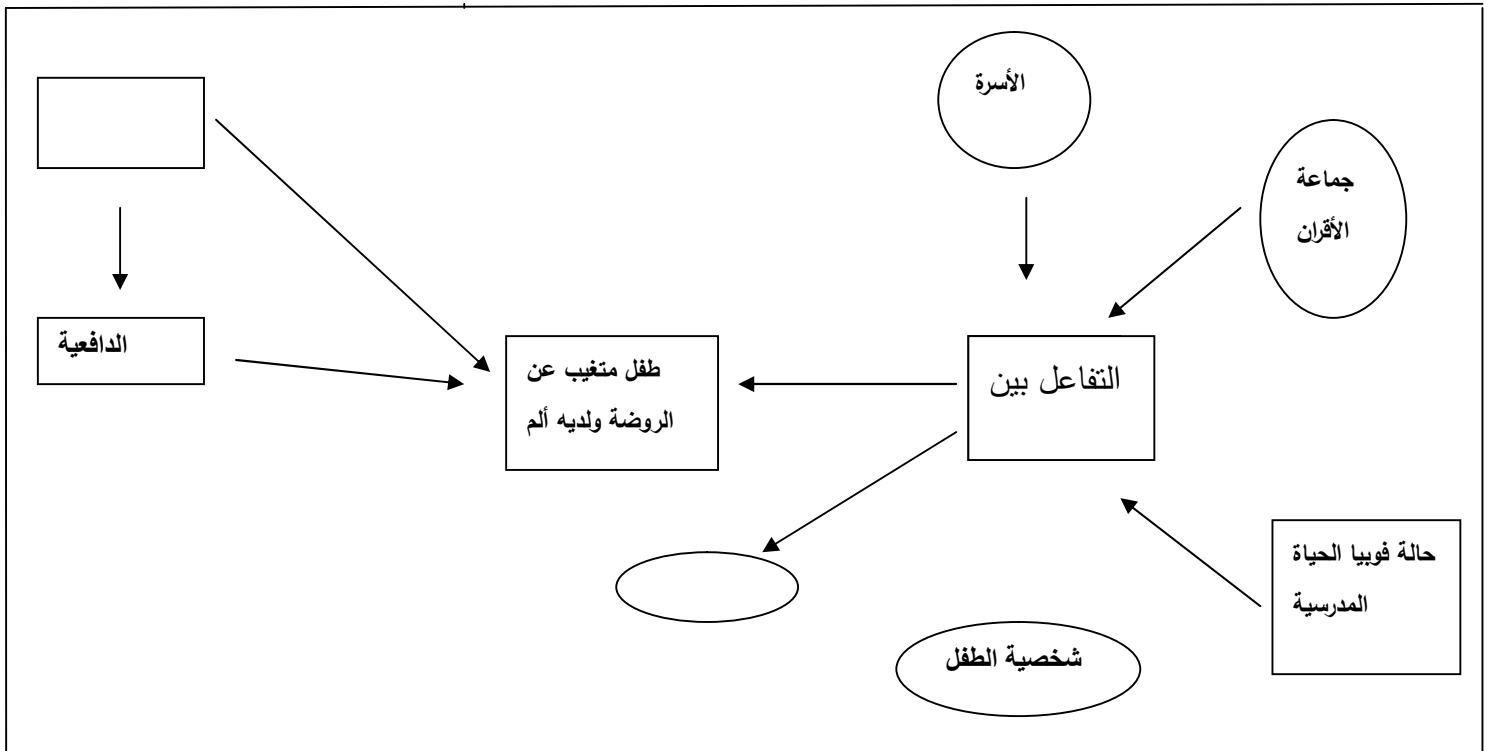 الأسرة
جماعة
الأقران
الدافعية
طفل متغيب عن
الروضة ولديه ألم
التفاعل بين
حالة فوبيا الحياة
المدرسية
شخصية الطفل